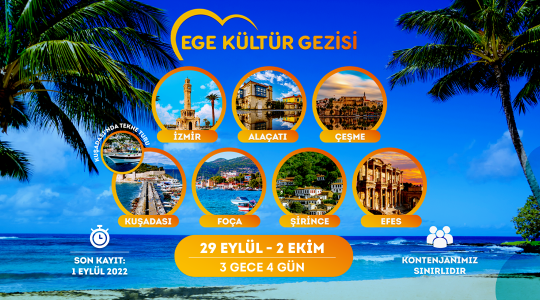 EGE KÜLTÜR GEZİSİ
İZMİR
ALAÇATI
ÇEŞME
KUŞADASI'NDA TEKNE TURU
KUŞADASI
FOÇA
ŞİRİNCE
EFES
SON KAYIT:
1 EYLÜL 2022
29 EYLÜL - 2 EKİM
3 GECE 4 GÜN
KONTENJANIMIZ
SINIRLIDIR